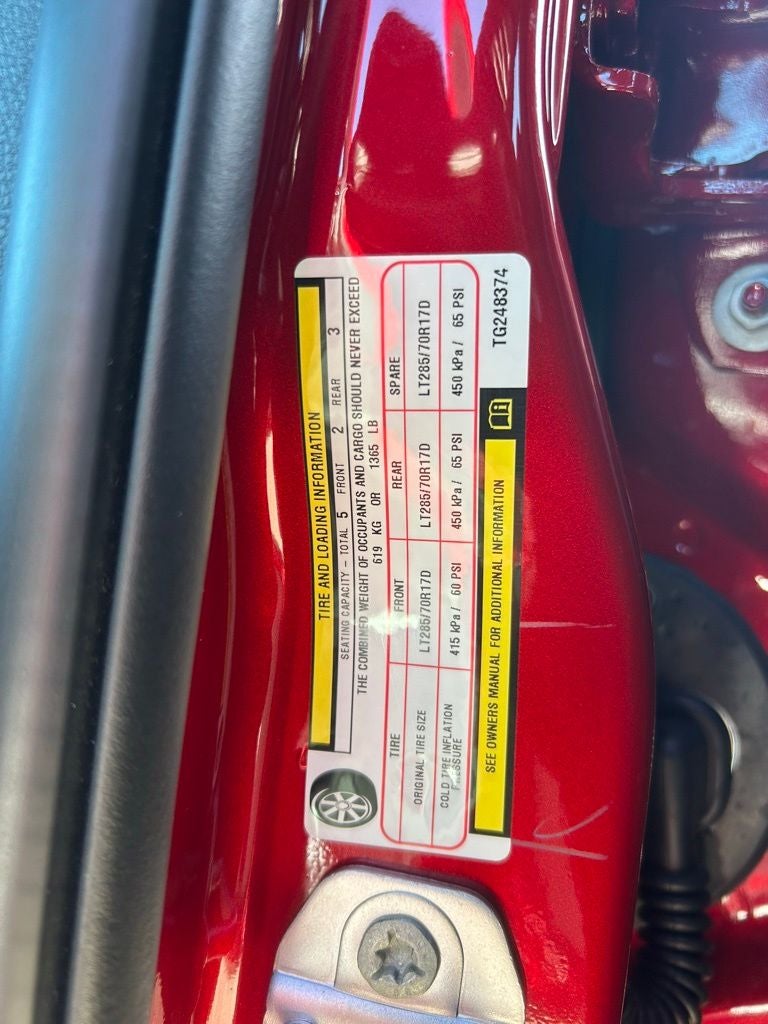 TIRE AND LOADING INFORMATION
SEATING CAPACITY - TOTAL 5 FRONT 2 REAR 3
THE COMBINED WEIGHT OF OCCUPANTS AND CARGO SHOULD NEVER EXCEED
619 KG OR 1365 LB
TIRE FRONT REAR SPARE
ORIGINAL TIRE SIZE LT285/70R17D LT285/70R17D LT285/70R17D
COLD TIRE INFLATION PRESSURE 415 kPa/ 60 PSI 450 kPa/ 65 PSI 450 kPa/ 65 PSI
SEE OWNERS MANUAL FOR ADDITIONAL INFORMATION
TG248374